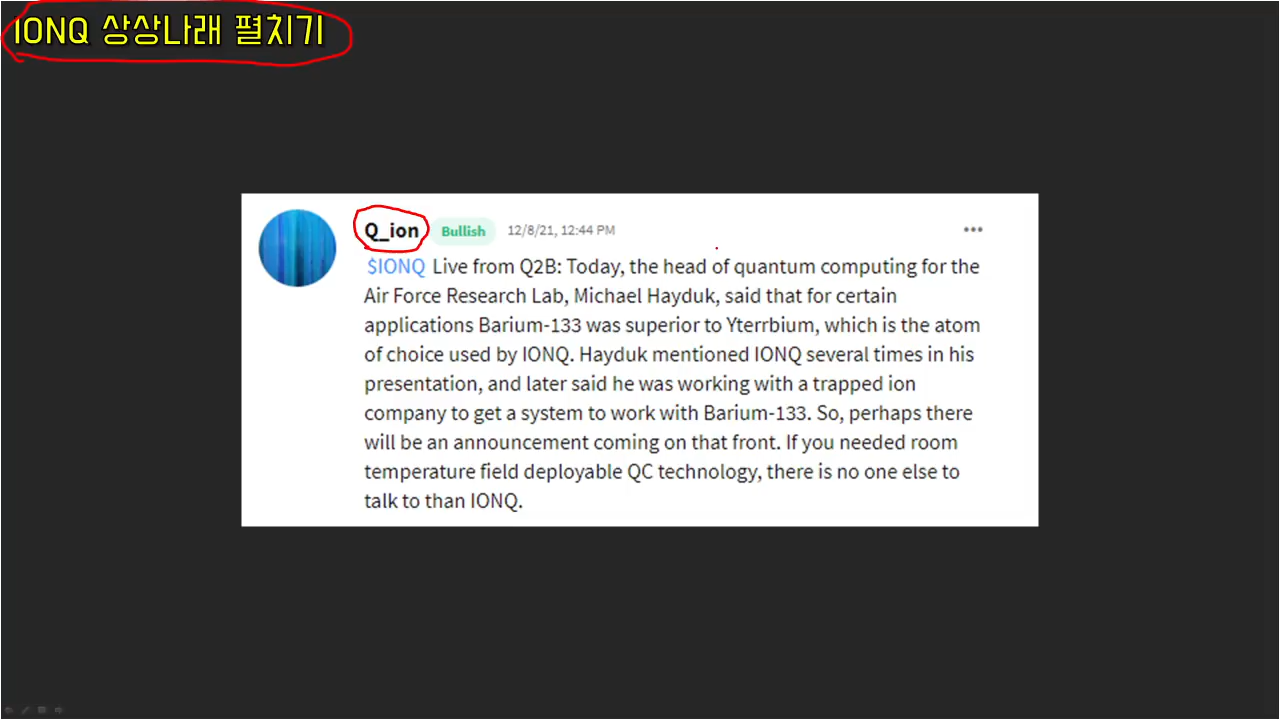 IONQ 상상나래 펼치기
Q_ion Bullish 12/8/21, 12:44 PM
$IONQ Live from Q2B: Today, the head of quantum computing for the
Air Force Research Lab, Michael Hayduk, said that for certain
applications Barium-133 was superior to Yterrbium, which is the atom
of choice used by IONQ. Hayduk mentioned IONQ several times in his
presentation, and later said he was working with a trapped ion
company to get a system to work with Barium-133. So, perhaps there
will be an announcement coming on that front. If you needed room
temperature field deployable QC technology, there is no one else to
talk to than IONQ.